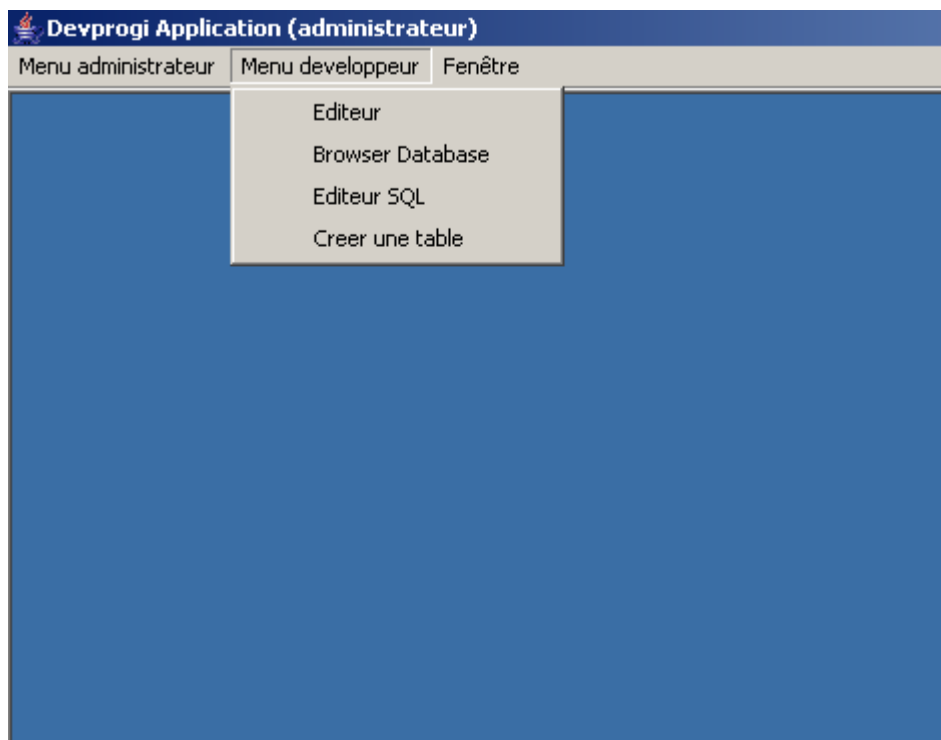 Devprogi Application (administrateur)
Menu administrateur Menu developpeur Fenêtre
Editeur
Browser Database
Editeur SQL
Creer une table